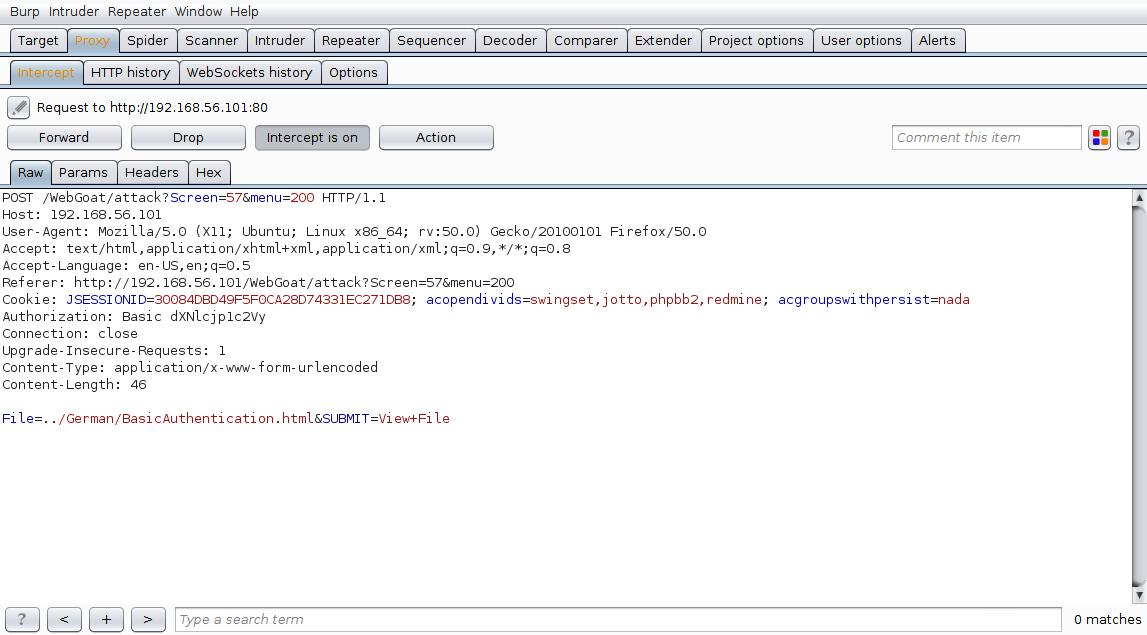 Burp Intruder Repeater Window Help
Target Proxy Spider Scanner Intruder Repeater Sequencer Decoder Comparer Extender Project options User options Alerts
Intercept HTTP history WebSockets history Options
Request to http://192.168.56.101:80
Forward Drop Intercept is on Action Comment this item ?
Raw Params Headers Hex
POST /WebGoat/attack?Screen=57&menu=200 HTTP/1.1
Host: 192.168.56.101
User-Agent: Mozilla/5.0 (X11; Ubuntu; Linux x86_64; rv:50.0) Gecko/20100101 Firefox/50.0
Accept: text/html,application/xhtml+xml,application/xml;q=0.9,*/*;q=0.8
Accept-Language: en-US,en;q=0.5
Referer: http://192.168.56.101/WebGoat/attack?Screen=57&menu=200
Cookie: JSESSIONID=30084DBD49F5F0CA28D74331EC271DB8; acopendivids=swingset,jotto,phpbb2,redmine; acgroupswithpersist=nada
Authorization: Basic dXNlcjp1c2Vy
Connection: close
Upgrade-Insecure-Requests: 1
Content-Type: application/x-www-form-urlencoded
Content-Length: 46
File=../German/BasicAuthentication.html&SUBMIT=View+File
? < + > Type a search term 0 matches